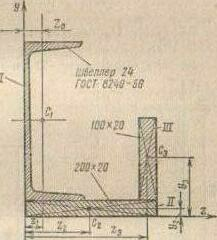 y
z₀
I
Швеллер 24
ГОСТ 8240-56
C₁
100×20
III
C₃
200×20
II
y₃
z₁
z₂
C₂
z₃
y₂
z